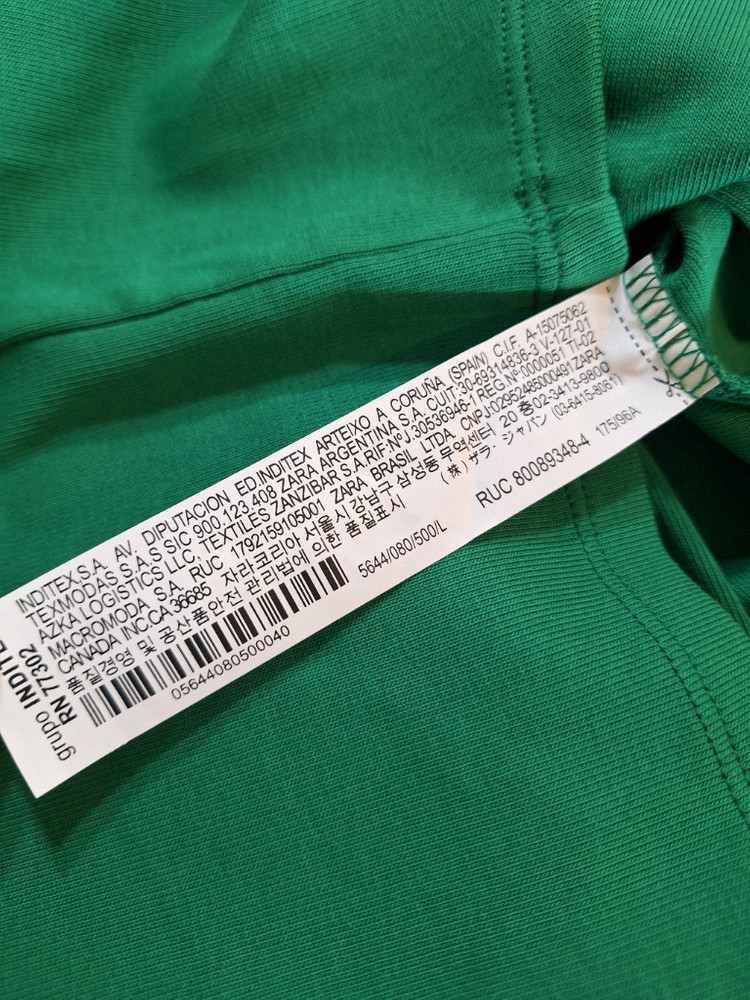 grupo INDITE
RN 77302
INDITEX.S.A. AV. DIPUTACION ED.INDITEX ARTEIXO A CORUÑA (SPAIN) C.I.F. A-15075062
TEXMODAS S.A.S SIC 900.123.408 ZARA ARGENTINA S.A. CUIT:30-69314836-3 V-127-01
AZKA LOGISTICS LLC, TEXTILES ZANZIBAR S.A RIF.Nº J.30536946-1 REG.Nº0000051 TI-02
MACROMODA S.A. RUC 1792159105001 ZARA BRASIL LTDA. CNPJ:02952485000491 ZARA
CANADA INC.CA 36685 자라코리아 서울시 강남구 삼성동 무역센터 20 층 02-3413-9800
품질경영 및 공산품안전 관리법에 의한 품질표시 (株) ザラ・ジャパン (03-6415-8061)
RUC 80089348-4 175/96A
5644/080/500/L
05644080500040